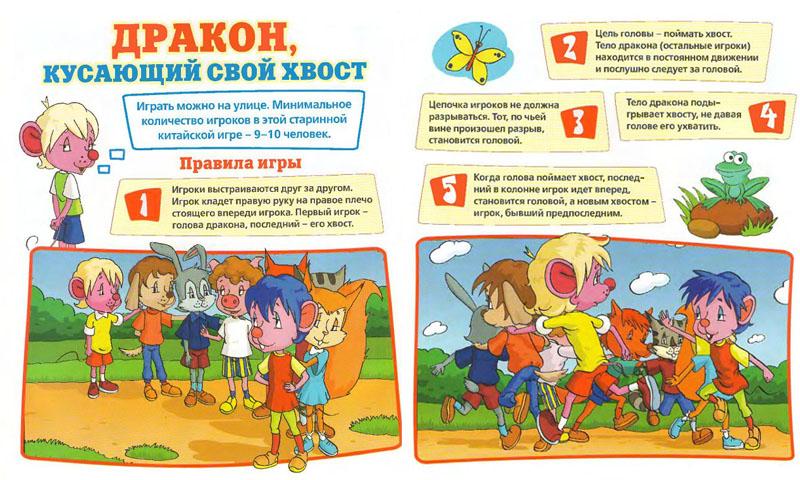 ДРАКОН,
КУСАЮЩИЙ СВОЙ ХВОСТ
Играть можно на улице. Минимальное
количество игроков в этой старинной
китайской игре – 9–10 человек.
Правила игры
1
Игроки выстраиваются друг за другом.
Игрок кладет правую руку на правое плечо
стоящего впереди игрока. Первый игрок –
голова дракона, последний – его хвост.
2
Цель головы – поймать хвост.
Тело дракона (остальные игроки)
находится в постоянном движении
и послушно следует за головой.
Цепочка игроков не должна
разрываться. Тот, по чьей
вине произошел разрыв,
становится головой.
3
Тело дракона поды-
грывает хвосту, не давая
голове его ухватить.
4
5
Когда голова поймает хвост, послед-
ний в колонне игрок идет вперед,
становится головой, а новым хвостом –
игрок, бывший предпоследним.